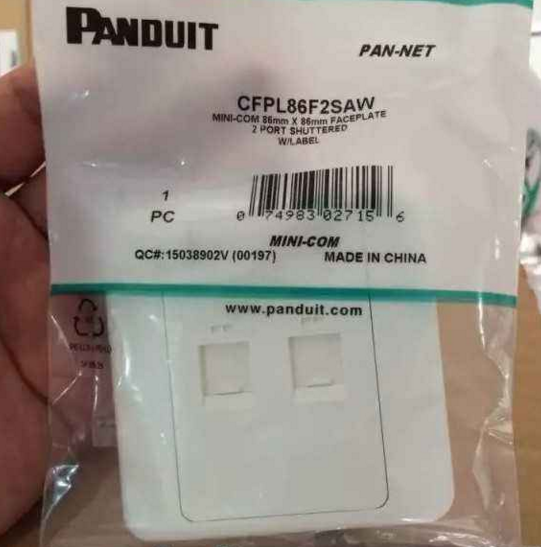 PANDUIT
PAN-NET
CFPL86F2SAW
MINI-COM 86mm X 86mm FACEPLATE
2 PORT SHUTTERED
W/LABEL
1
PC
0 74983 02715 6
MINI-COM
QC#:15038902V (00197)
MADE IN CHINA
www.panduit.com